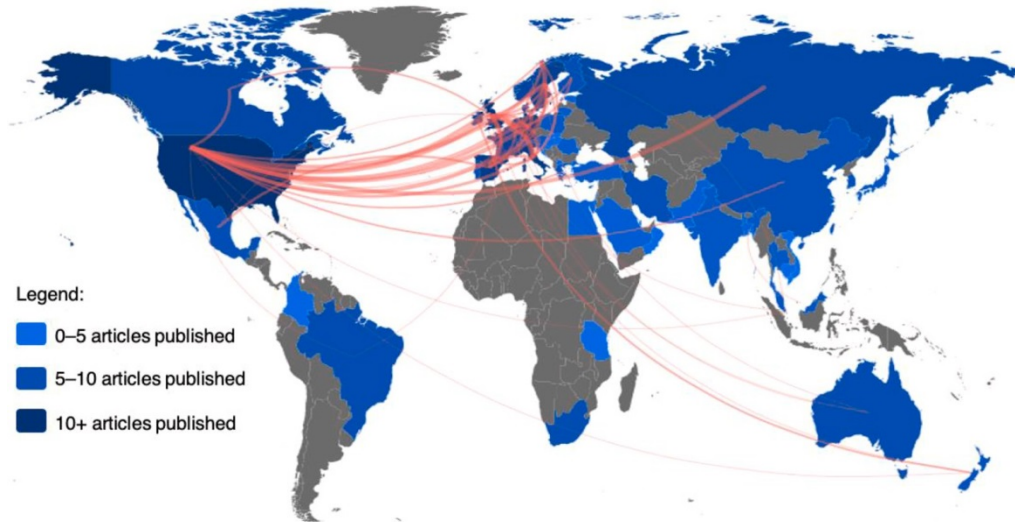 Legend:
0–5 articles published
5–10 articles published
10+ articles published